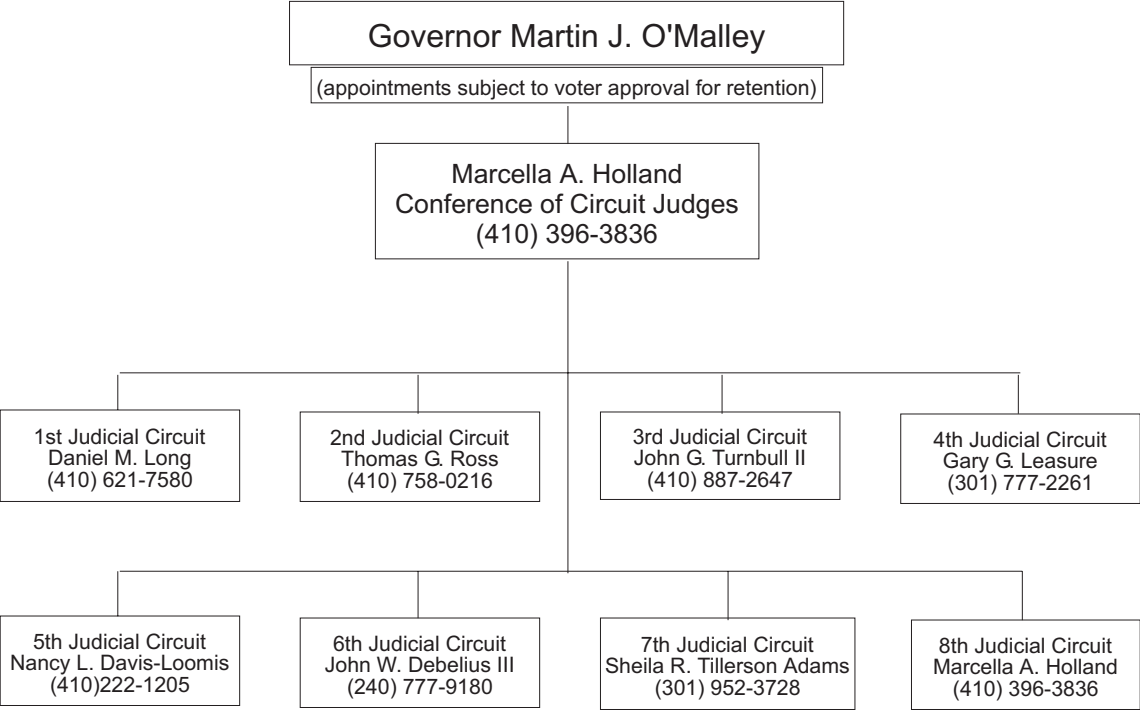 Governor Martin J. O'Malley
(appointments subject to voter approval for retention)
Marcella A. Holland
Conference of Circuit Judges
(410) 396-3836
1st Judicial Circuit
Daniel M. Long
(410) 621-7580
2nd Judicial Circuit
Thomas G. Ross
(410) 758-0216
3rd Judicial Circuit
John G. Turnbull II
(410) 887-2647
4th Judicial Circuit
Gary G. Leasure
(301) 777-2261
5th Judicial Circuit
Nancy L. Davis-Loomis
(410)222-1205
6th Judicial Circuit
John W. Debelius III
(240) 777-9180
7th Judicial Circuit
Sheila R. Tillerson Adams
(301) 952-3728
8th Judicial Circuit
Marcella A. Holland
(410) 396-3836